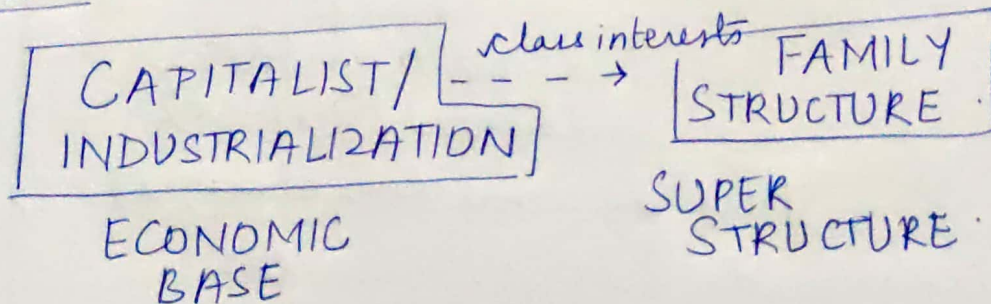 class interests
CAPITALIST/
INDUSTRIALIZATION
- - - →
FAMILY
STRUCTURE.
ECONOMIC
BASE
SUPER
STRUCTURE.